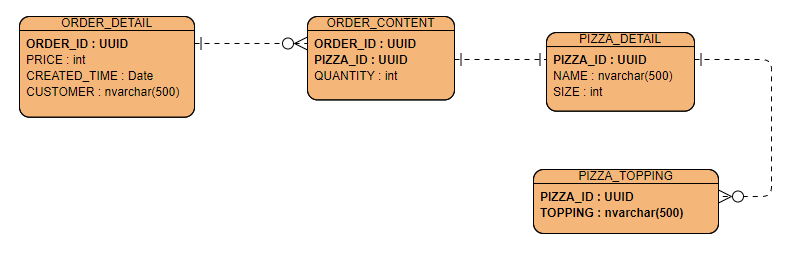 ORDER_DETAIL
ORDER_ID : UUID
PRICE : int
CREATED_TIME : Date
CUSTOMER : nvarchar(500)
ORDER_CONTENT
ORDER_ID : UUID
PIZZA_ID : UUID
QUANTITY : int
PIZZA_DETAIL
PIZZA_ID : UUID
NAME : nvarchar(500)
SIZE : int
PIZZA_TOPPING
PIZZA_ID : UUID
TOPPING : nvarchar(500)